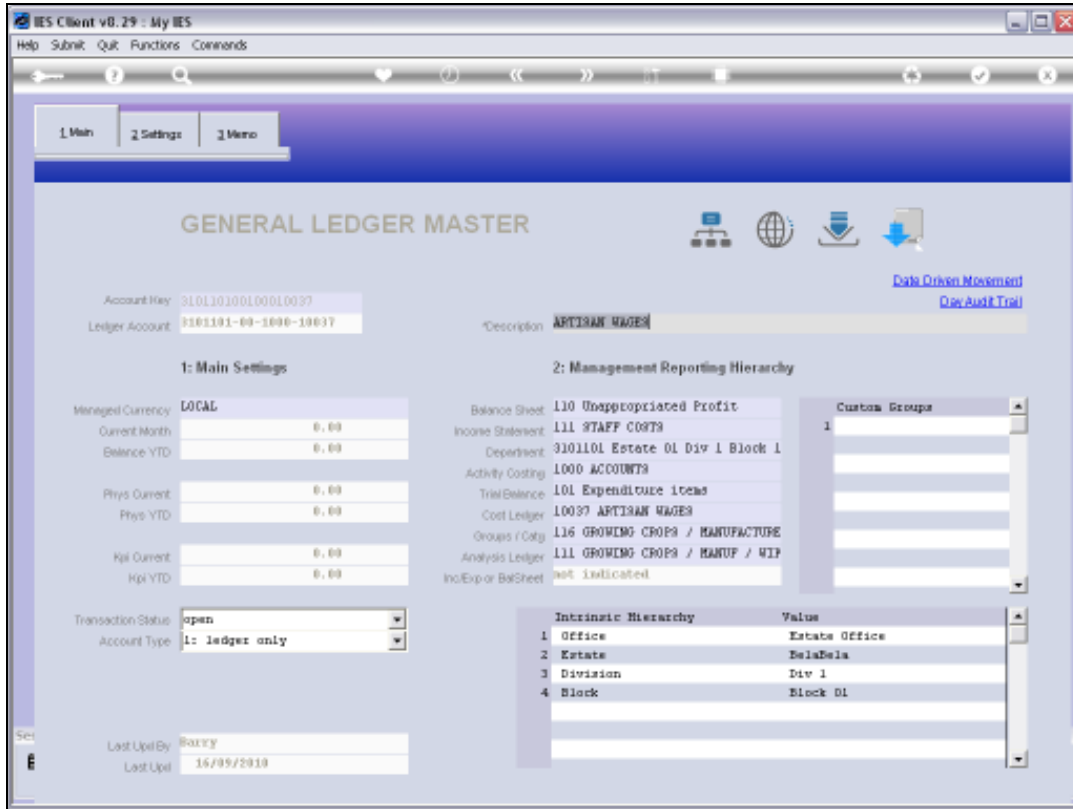 IES Client v8.29 : My IES
Help Submit Quit Functions Commands
1 Main 2 Settings 3 Memo
GENERAL LEDGER MASTER
Date Driven Movement
Day Audit Trail
Account Key 310110100100010037
Ledger Account 3101101-00-1000-10037
*Description ARTISAN WAGES
1: Main Settings 2: Management Reporting Hierarchy
Managed Currency LOCAL
Current Month 0.00
Balance YTD 0.00
Phys Current 0.00
Phys YTD 0.00
Kpi Current 0.00
Kpi YTD 0.00
Balance Sheet 110 Unappropriated Profit
Income Statement 111 STAFF COSTS
Department 3101101 Estate 01 Div 1 Block 1
Activity Costing 1000 ACCOUNTS
Trial Balance 101 Expenditure items
Cost Ledger 10037 ARTISAN WAGES
Groups / Catg 116 GROWING CROPS / MANUFACTURE
Analysis Ledger 111 GROWING CROPS / MANUF / WIP
Inc/Exp or BalSheet not indicated
Custom Groups
1
Transaction Status open
Account Type 1: ledger only
Intrinsic Hierarchy Value
1 Office Estate Office
2 Estate BelaBela
3 Division Div 1
4 Block Block 01
Last Upd By Barry
Last Upd 16/09/2010